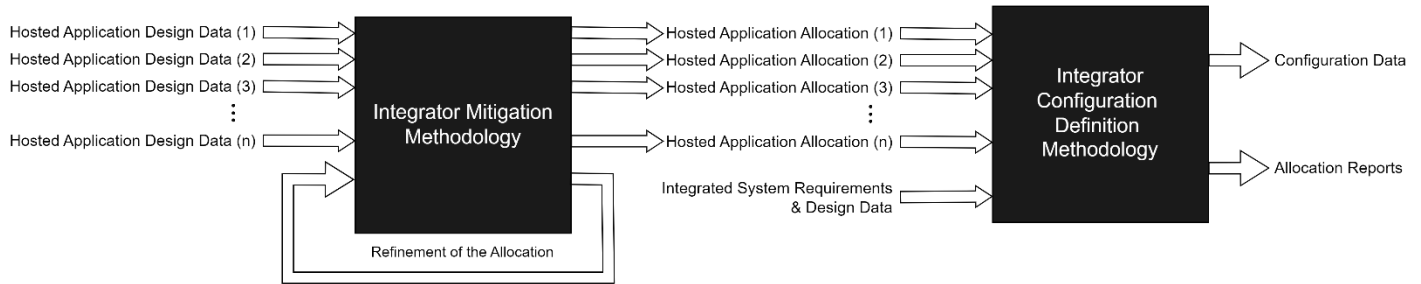 Hosted Application Design Data (1)
Hosted Application Design Data (2)
Hosted Application Design Data (3)
Hosted Application Design Data (n)
Integrator Mitigation
Methodology
Refinement of the Allocation
Hosted Application Allocation (1)
Hosted Application Allocation (2)
Hosted Application Allocation (3)
Hosted Application Allocation (n)
Integrated System Requirements
& Design Data
Integrator
Configuration
Definition
Methodology
Configuration Data
Allocation Reports